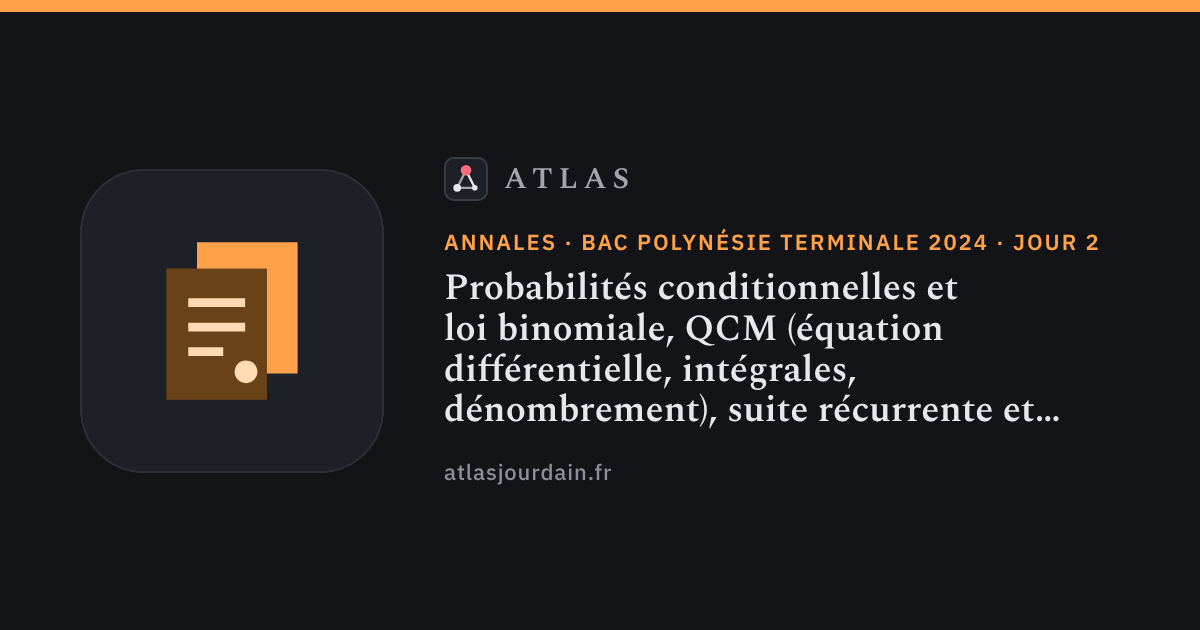 ATLAS
ANNALES · BAC POLYNÉSIE TERMINALE 2024 · JOUR 2
Probabilités conditionnelles et
loi binomiale, QCM (équation
différentielle, intégrales,
dénombrement), suite récurrente et…
atlasjourdain.fr